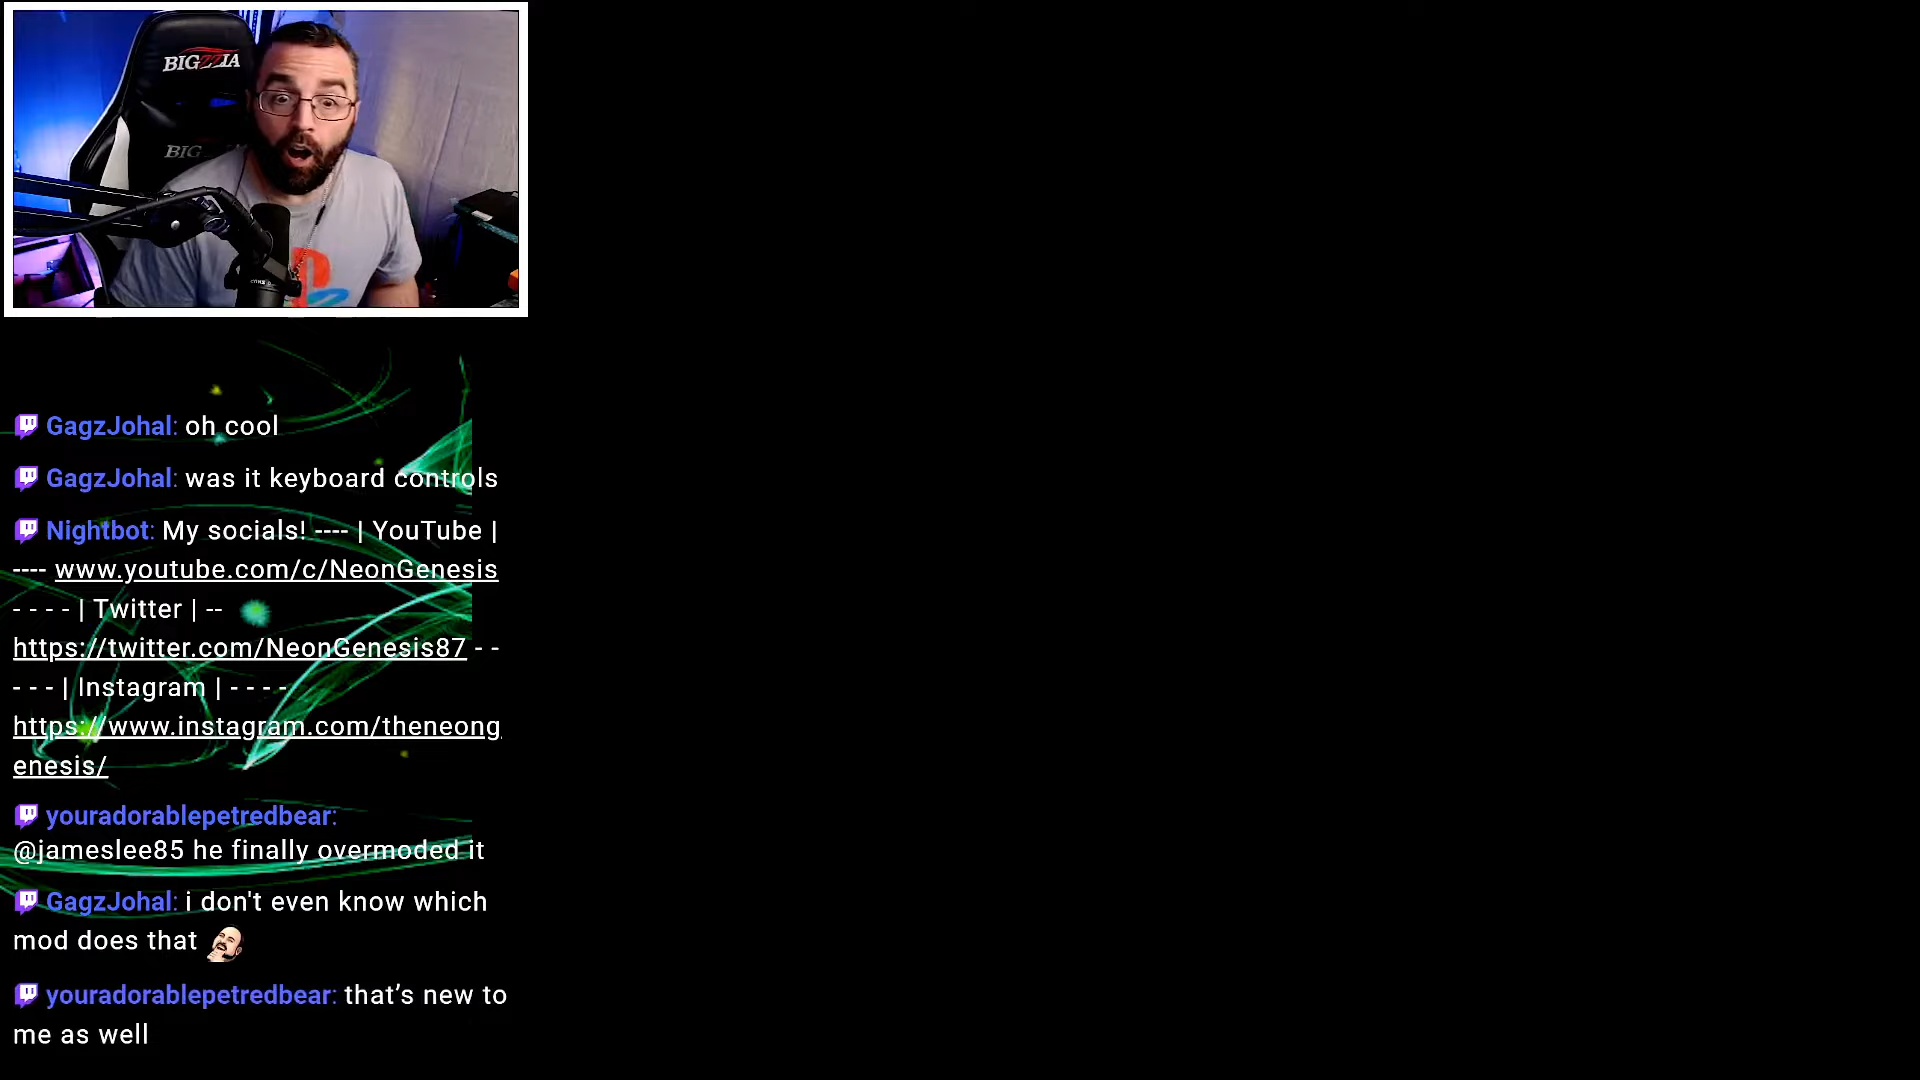 BIGZZIA
BIG
GagzJohal: oh cool
GagzJohal: was it keyboard controls
Nightbot: My socials! ---- | YouTube |
---- www.youtube.com/c/NeonGenesis
- - - - | Twitter | --
https://twitter.com/NeonGenesis87 - -
- - - | Instagram | - - - -
https://www.instagram.com/theneong
enesis/
youradorablepetredbear:
@jameslee85 he finally overmoded it
GagzJohal: i don't even know which
mod does that
youradorablepetredbear: that’s new to
me as well